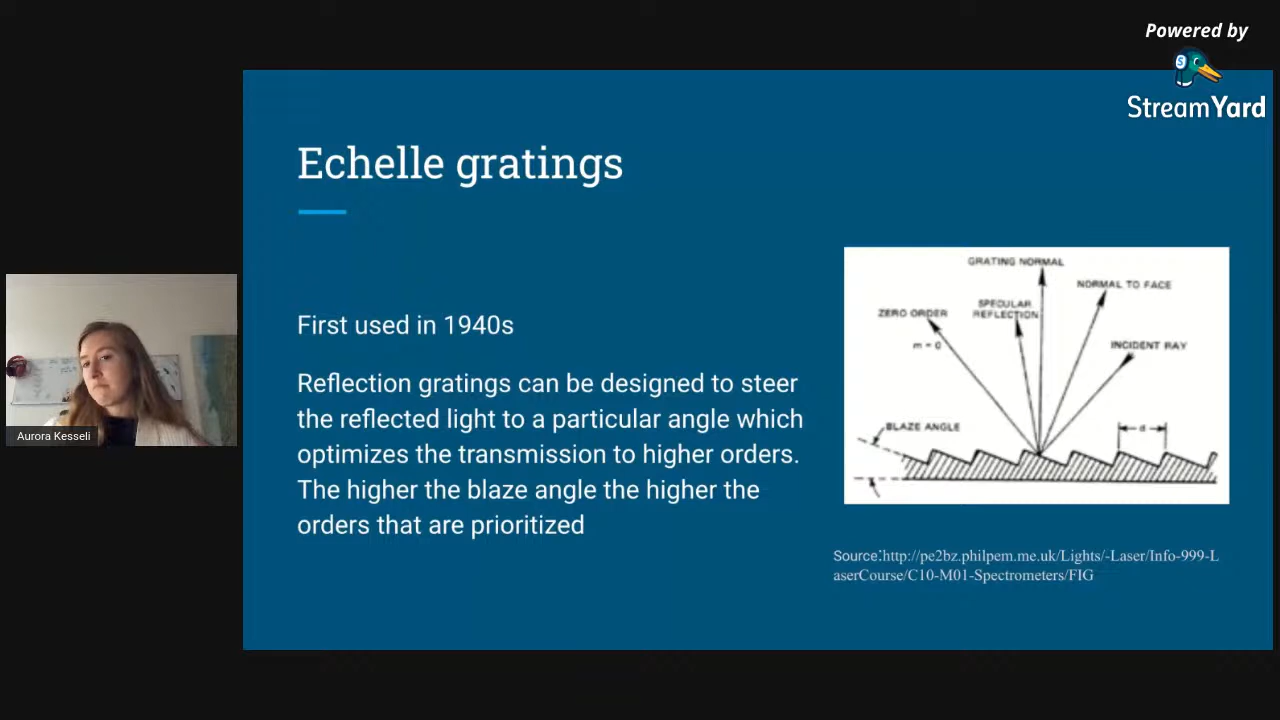 Powered by
StreamYard
Echelle gratings
First used in 1940s
Reflection gratings can be designed to steer
the reflected light to a particular angle which
optimizes the transmission to higher orders.
The higher the blaze angle the higher the
orders that are prioritized
GRATING NORMAL
NORMAL TO FACE
SPECULAR
REFLECTION
ZERO ORDER
m = 0
INCIDENT RAY
BLAZE ANGLE
d
Source:http://pe2bz.philpem.me.uk/Lights/-Laser/Info-999-L
aserCourse/C10-M01-Spectrometers/FIG
Aurora Kesseli